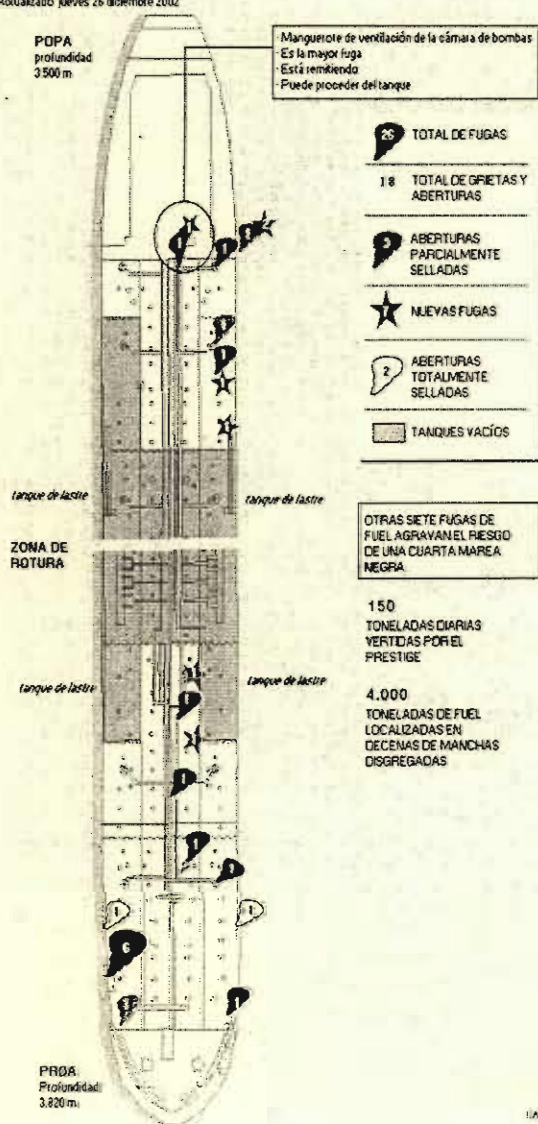 Actualizado jueves 26 diciembre 2002
POPA
profundidad
3.500 m
- Manguerote de ventilación de la cámara de bombas
- Es la mayor fuga
- Está remitiendo
- Puede proceder del tanque
26 TOTAL DE FUGAS
18 TOTAL DE GRIETAS Y
ABERTURAS
ABERTURAS
PARCIALMENTE
SELLADAS
NUEVAS FUGAS
2 ABERTURAS
TOTALMENTE
SELLADAS
TANQUES VACÍOS
tanque de lastre
tanque de lastre
ZONA DE
ROTURA
OTRAS SIETE FUGAS DE
FUEL AGRAVAN EL RIESGO
DE UNA CUARTA MAREA
NEGRA
150
TONELADAS DIARIAS
VERTIDAS POR EL
PRESTIGE
tanque de lastre
tanque de lastre
4.000
TONELADAS DE FUEL
LOCALIZADAS EN
DECENAS DE MANCHAS
DISGREGADAS
1
1
6
1
PROA
Profundidad:
3.820 m